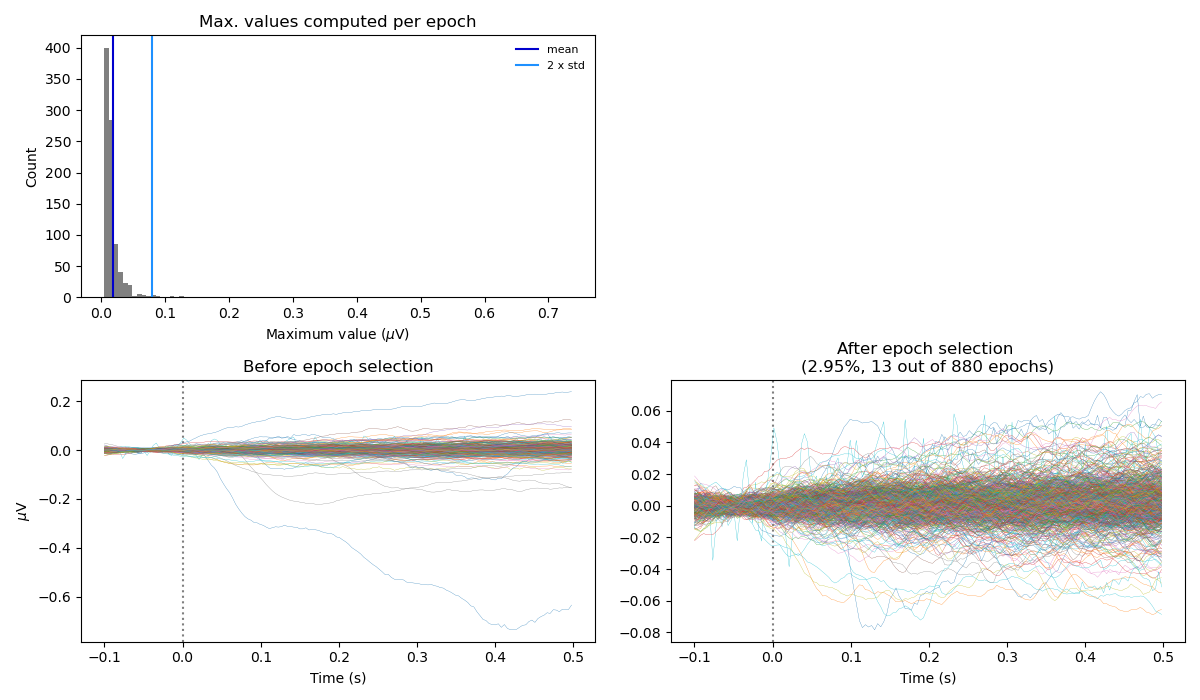 Max. values computed per epoch
mean
2 x std
400
350
300
250
200
150
100
50
0
Count
0.0 0.1 0.2 0.3 0.4 0.5 0.6 0.7
Maximum value (μV)
Before epoch selection
0.2
0.0
−0.2
−0.4
−0.6
μV
−0.1 0.0 0.1 0.2 0.3 0.4 0.5
Time (s)
After epoch selection
(2.95%, 13 out of 880 epochs)
0.06
0.04
0.02
0.00
−0.02
−0.04
−0.06
−0.08
−0.1 0.0 0.1 0.2 0.3 0.4 0.5
Time (s)